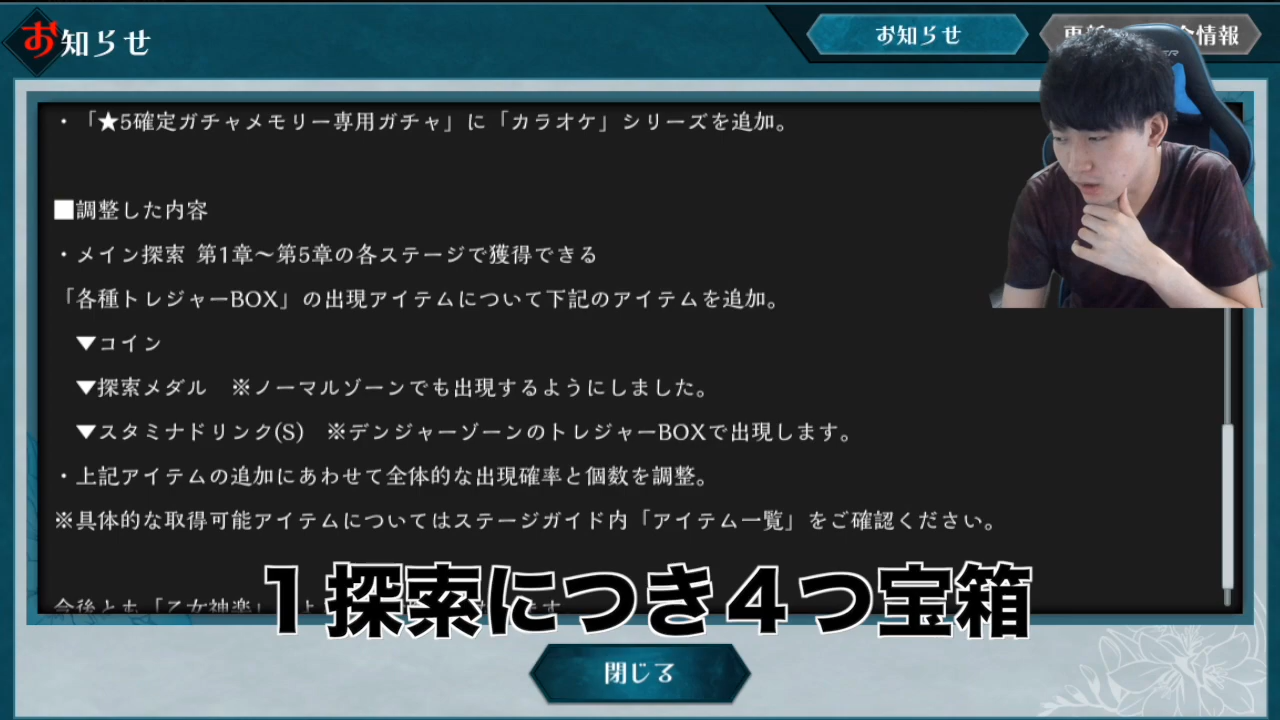 お知らせ
お知らせ
情報
・「★5確定ガチャメモリー専用ガチャ」に「カラオケ」シリーズを追加。
■調整した内容
・メイン探索 第1章～第5章の各ステージで獲得できる
「各種トレジャーBOX」の出現アイテムについて下記のアイテムを追加。
▼コイン
▼探索メダル ※ノーマルゾーンでも出現するようにしました。
▼スタミナドリンク(S) ※デンジャーゾーンのトレジャーBOXで出現します。
・上記アイテムの追加にあわせて全体的な出現確率と個数を調整。
※具体的な取得可能アイテムについてはステージガイド内「アイテム一覧」をご確認ください。
今後とも「乙女神楽」
１探索につき４つ宝箱
閉じる